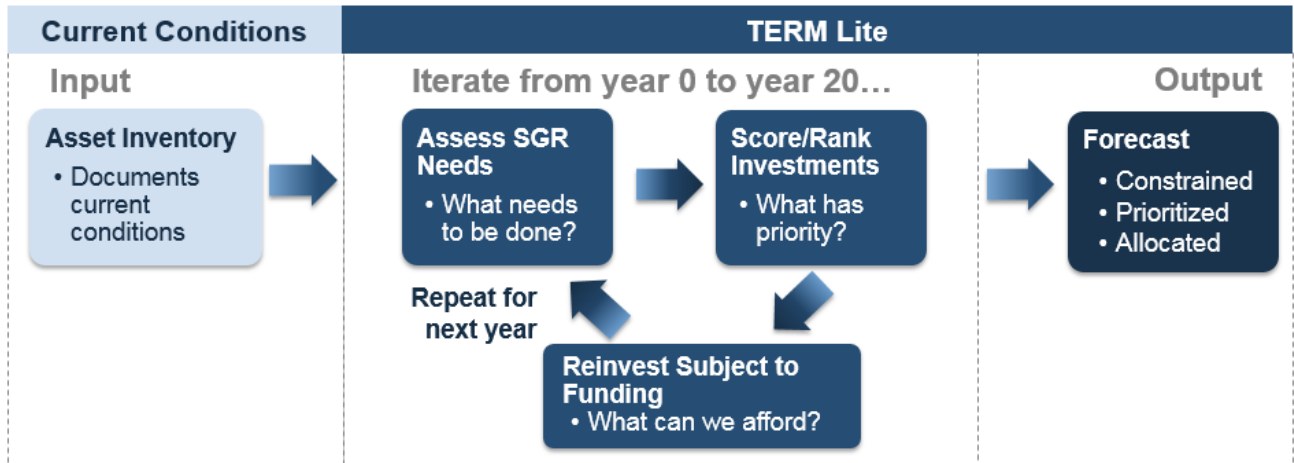 Current Conditions
TERM Lite
Input
Iterate from year 0 to year 20…
Output
Asset Inventory
• Documents
current
conditions
Assess SGR
Needs
• What needs
to be done?
Score/Rank
Investments
• What has
priority?
Repeat for
next year
Reinvest Subject to
Funding
• What can we afford?
Forecast
• Constrained
• Prioritized
• Allocated